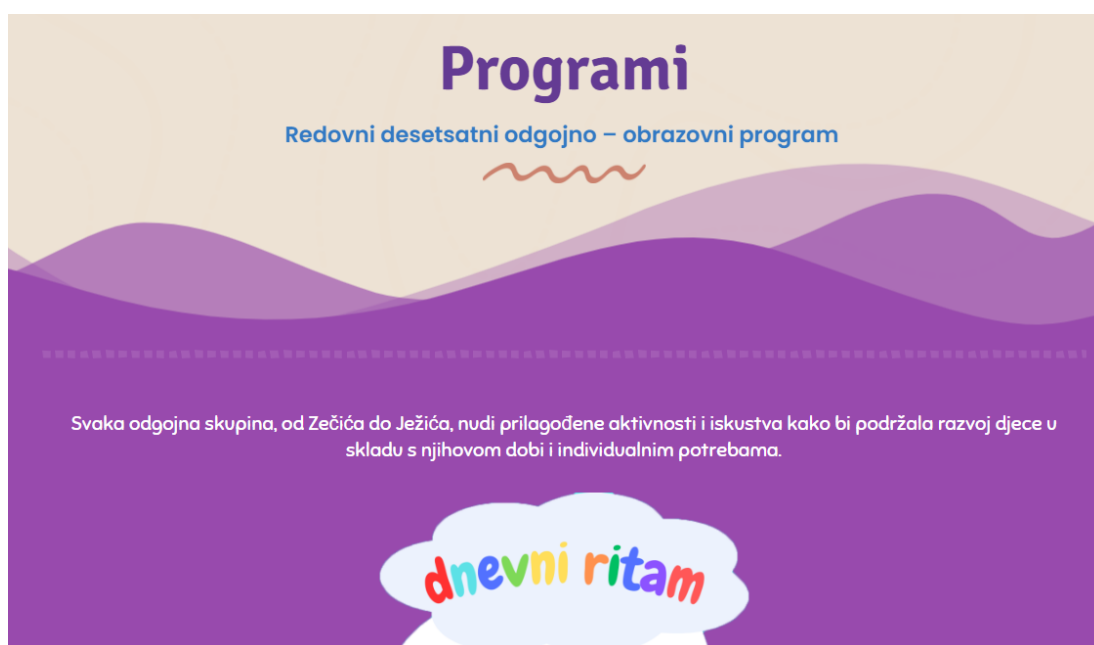 Programi
Redovni desetsatni odgojno – obrazovni program
Svaka odgojna skupina, od Zečića do Ježića, nudi prilagođene aktivnosti i iskustva kako bi podržala razvoj djece u
skladu s njihovom dobi i individualnim potrebama.
dnevni ritam